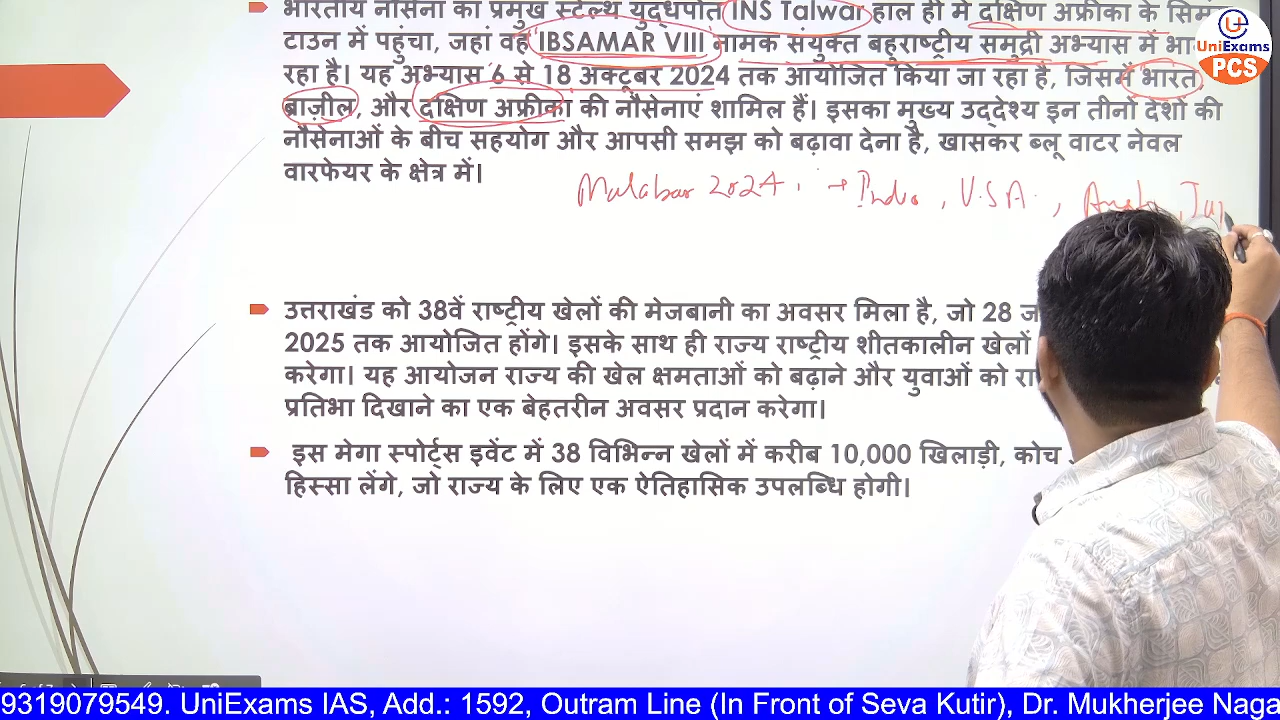 भारतीय नौसेना का प्रमुख स्टेल्थ युद्धपोत INS Talwar हाल ही में दक्षिण अफ्रीका के
टाउन में पहुंचा, जहां वह IBSAMAR VIII नामक संयुक्त बहुराष्ट्रीय समुद्री अभ्यास में
रहा है। यह अभ्यास 6 से 18 अक्टूबर 2024 तक आयोजित किया जा रहा है, जिसमें भारत,
ब्राज़ील, और दक्षिण अफ्रीका की नौसेनाएं शामिल हैं। इसका मुख्य उद्देश्य इन तीनों देशों की
नौसेनाओं के बीच सहयोग और आपसी समझ को बढ़ावा देना है, खासकर ब्लू वाटर नेवल
वारफेयर के क्षेत्र में।
Malabar 2024 → India, U.S.A.,
उत्तराखंड को 38वें राष्ट्रीय खेलों की मेजबानी का अवसर मिला है, जो 28
2025 तक आयोजित होंगे। इसके साथ ही राज्य राष्ट्रीय शीतकालीन खेलों
करेगा। यह आयोजन राज्य की खेल क्षमताओं को बढ़ाने और युवाओं को
प्रतिभा दिखाने का एक बेहतरीन अवसर प्रदान करेगा।
इस मेगा स्पोर्ट्स इवेंट में 38 विभिन्न खेलों में करीब 10,000 खिलाड़ी, कोच
हिस्सा लेंगे, जो राज्य के लिए एक ऐतिहासिक उपलब्धि होगी।
UniExams
PCS
9319079549. UniExams IAS, Add.: 1592, Outram Line (In Front of Seva Kutir), Dr. Mukherjee Naga